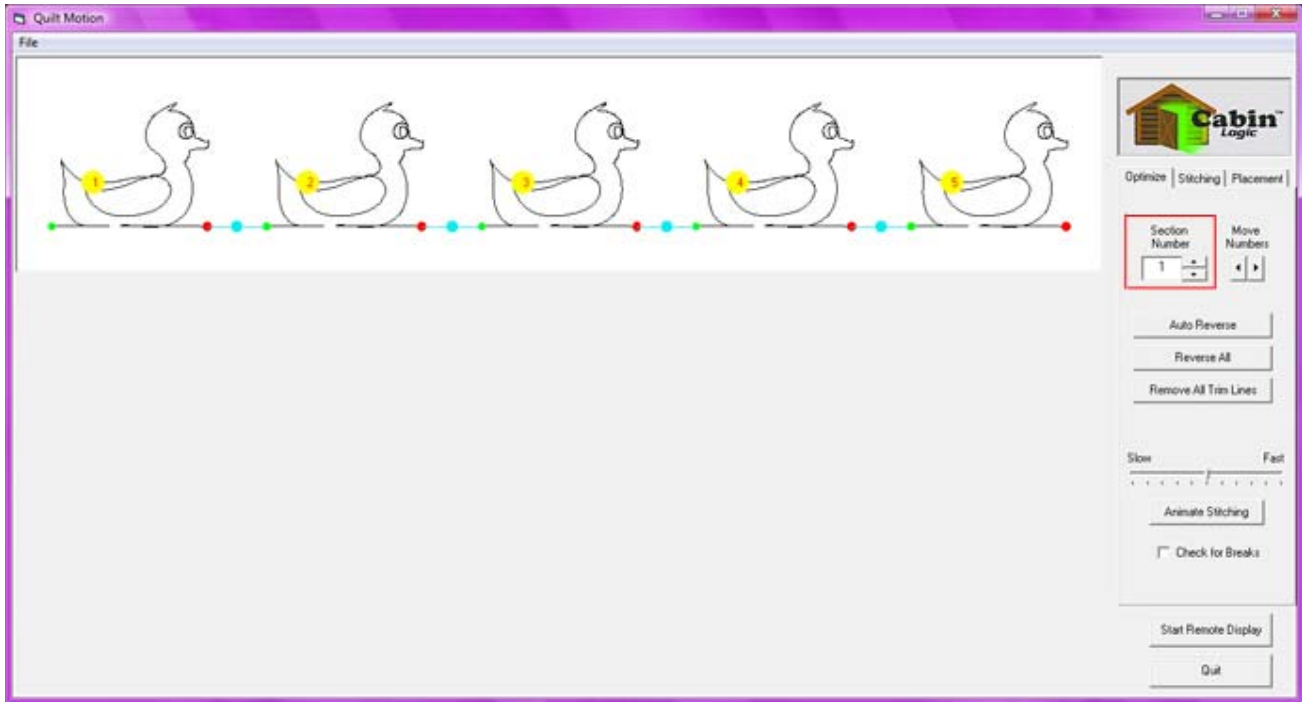 Quilt Motion
File
1 2 3 4 5
Cabin™
Logic
Optimize Stitching Placement
Section Number
Move Numbers
1
Auto Reverse
Reverse All
Remove All Trim Lines
Slow Fast
Animate Stitching
Check for Breaks
Start Remote Display
Quit